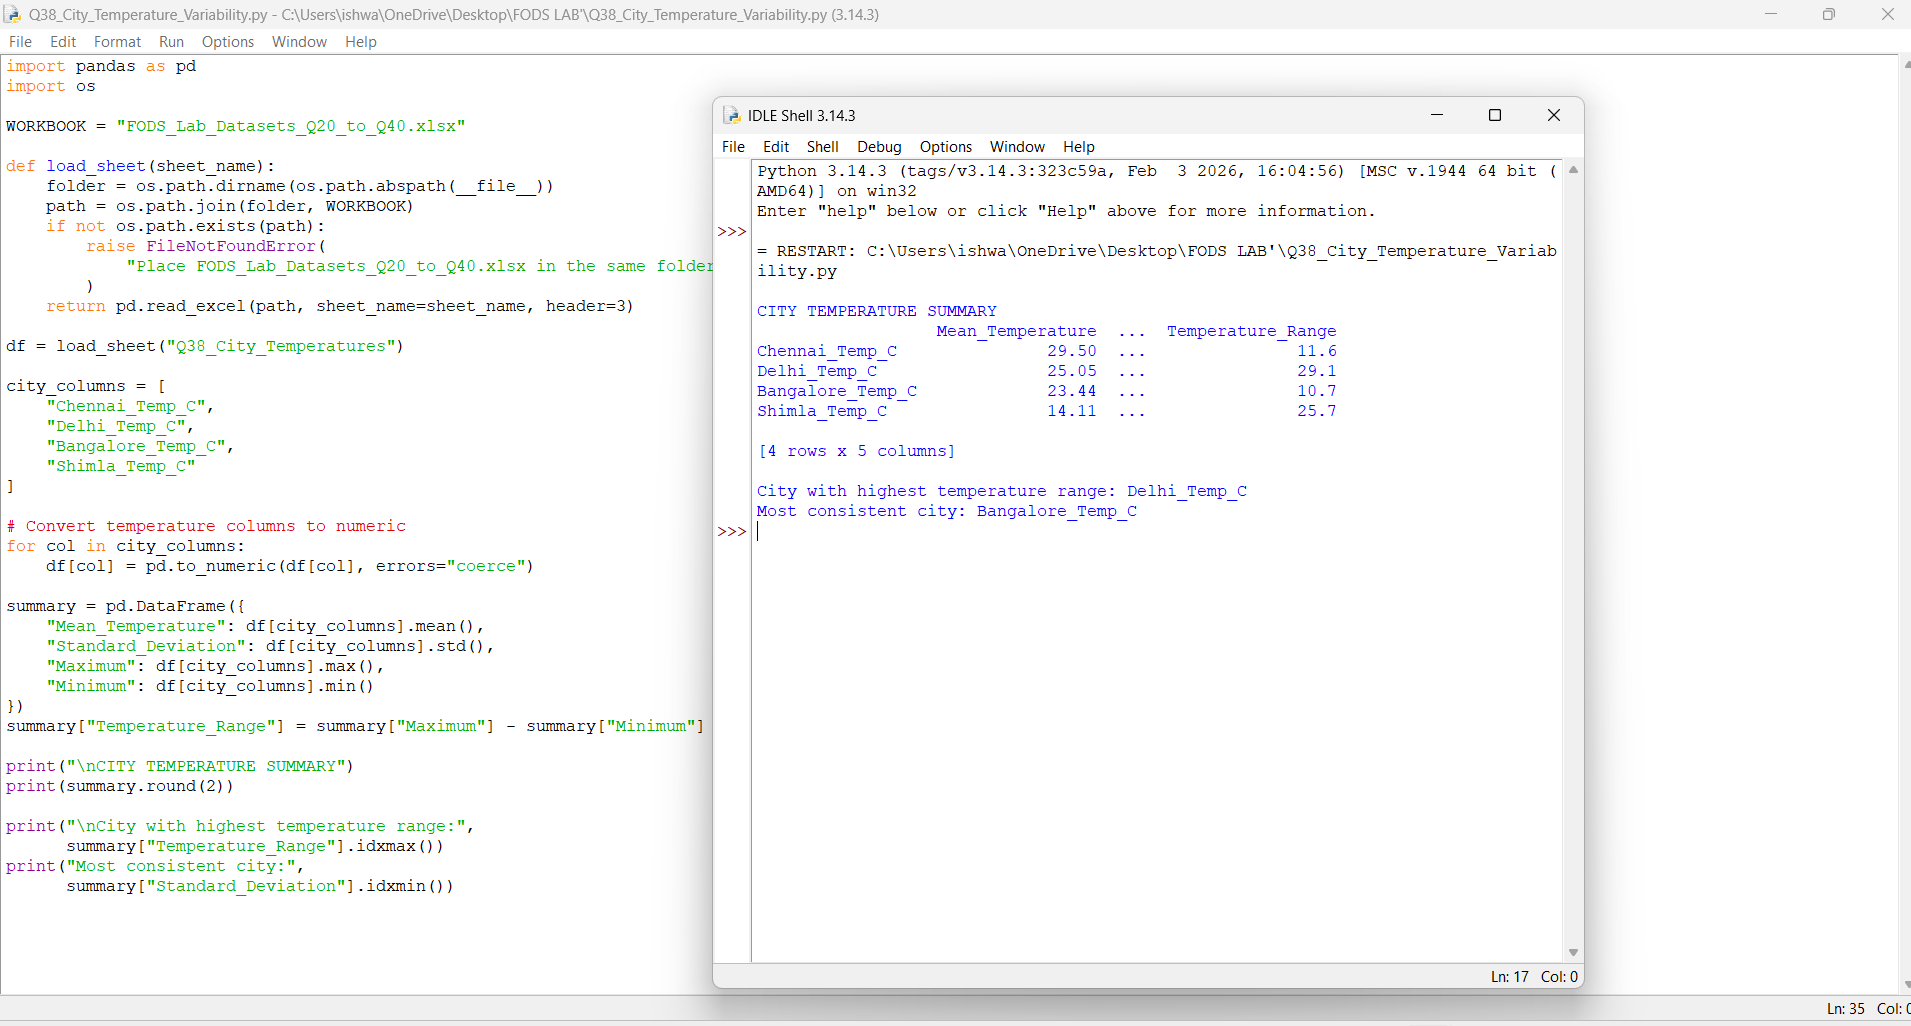 Q38_City_Temperature_Variability.py - C:\Users\ishwa\OneDrive\Desktop\FODS LAB'\Q38_City_Temperature_Variability.py (3.14.3)
File Edit Format Run Options Window Help
import pandas as pd
import os

WORKBOOK = "FODS_Lab_Datasets_Q20_to_Q40.xlsx"

def load_sheet(sheet_name):
    folder = os.path.dirname(os.path.abspath(__file__))
    path = os.path.join(folder, WORKBOOK)
    if not os.path.exists(path):
        raise FileNotFoundError(
            "Place FODS_Lab_Datasets_Q20_to_Q40.xlsx in the same folder
        )
    return pd.read_excel(path, sheet_name=sheet_name, header=3)

df = load_sheet("Q38_City_Temperatures")

city_columns = [
    "Chennai_Temp_C",
    "Delhi_Temp_C",
    "Bangalore_Temp_C",
    "Shimla_Temp_C"
]

# Convert temperature columns to numeric
for col in city_columns:
    df[col] = pd.to_numeric(df[col], errors="coerce")

summary = pd.DataFrame({
    "Mean_Temperature": df[city_columns].mean(),
    "Standard_Deviation": df[city_columns].std(),
    "Maximum": df[city_columns].max(),
    "Minimum": df[city_columns].min()
})
summary["Temperature_Range"] = summary["Maximum"] - summary["Minimum"]

print("\nCITY TEMPERATURE SUMMARY")
print(summary.round(2))

print("\nCity with highest temperature range:",
      summary["Temperature_Range"].idxmax())
print("Most consistent city:",
      summary["Standard_Deviation"].idxmin())
IDLE Shell 3.14.3
File Edit Shell Debug Options Window Help
Python 3.14.3 (tags/v3.14.3:323c59a, Feb  3 2026, 16:04:56) [MSC v.1944 64 bit (
AMD64)] on win32
Enter "help" below or click "Help" above for more information.
>>>
= RESTART: C:\Users\ishwa\OneDrive\Desktop\FODS LAB'\Q38_City_Temperature_Variab
ility.py

CITY TEMPERATURE SUMMARY
                  Mean_Temperature  ...  Temperature_Range
Chennai_Temp_C               29.50  ...               11.6
Delhi_Temp_C                 25.05  ...               29.1
Bangalore_Temp_C             23.44  ...               10.7
Shimla_Temp_C                14.11  ...               25.7

[4 rows x 5 columns]

City with highest temperature range: Delhi_Temp_C
Most consistent city: Bangalore_Temp_C
>>>
Ln: 17 Col: 0
Ln: 35 Col: 0